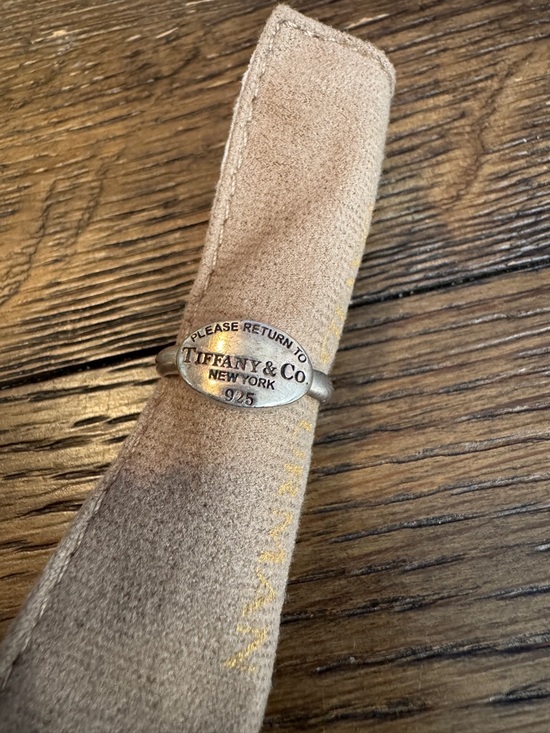 PLEASE RETURN TO
TIFFANY & CO.
NEW YORK
925